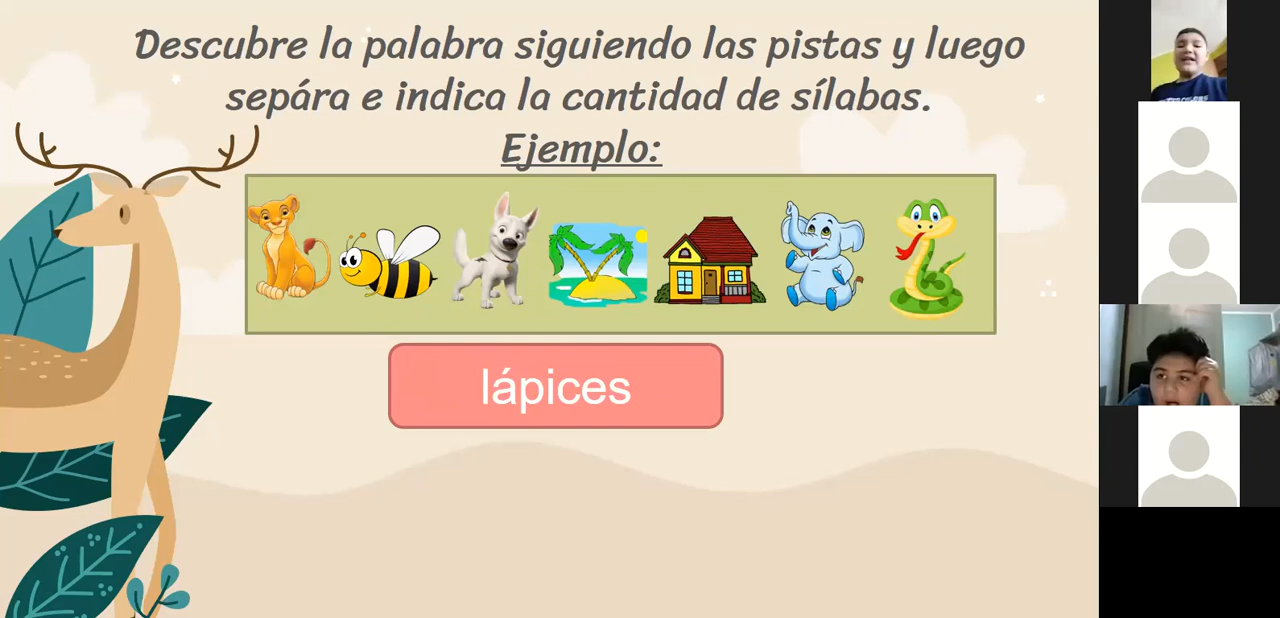 Descubre la palabra siguiendo las pistas y luego
sepára e indica la cantidad de sílabas.
Ejemplo:
lápices